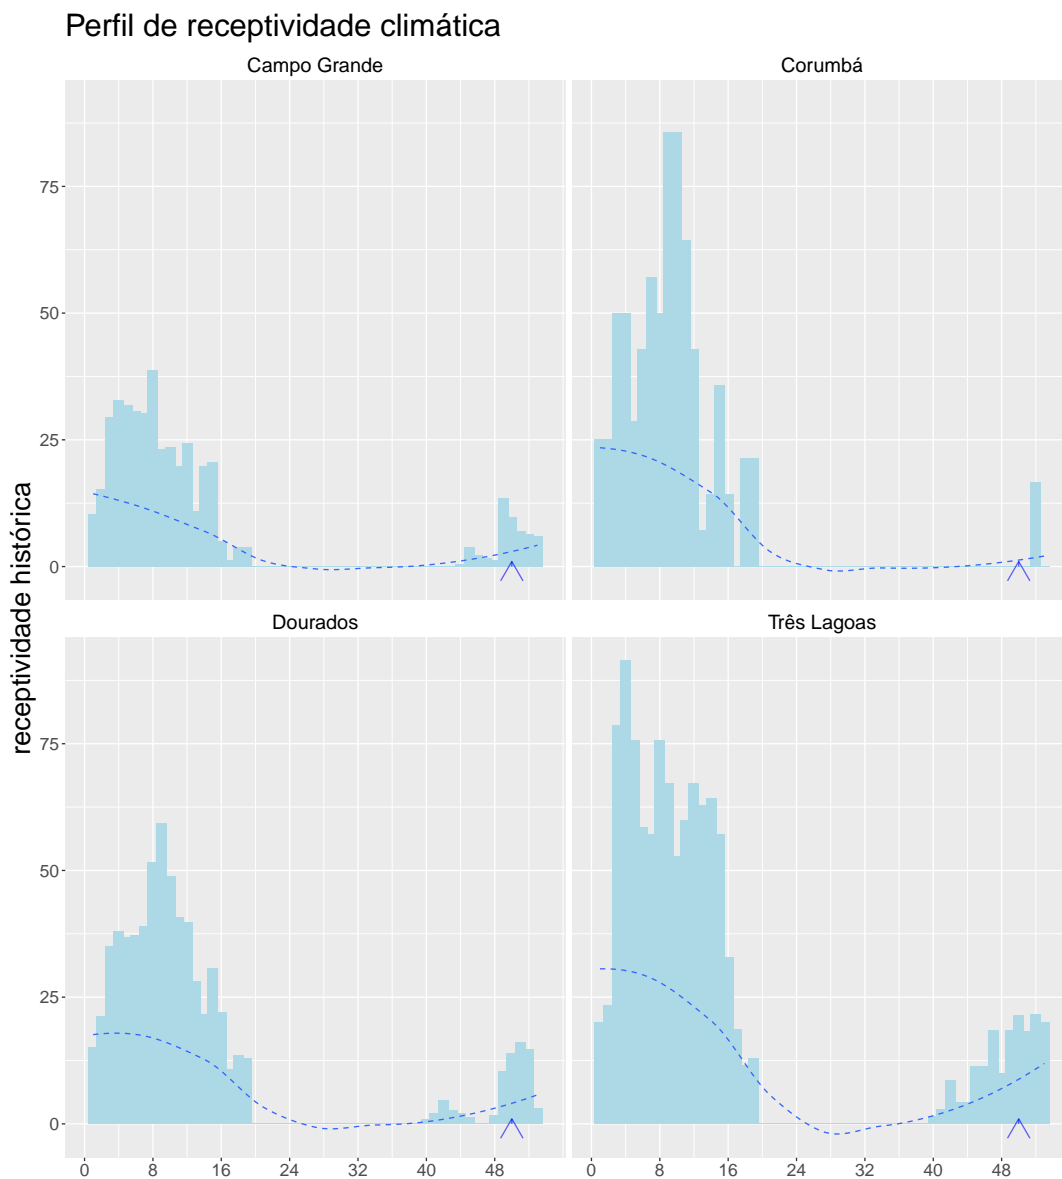 Perfil de receptividade climática
Campo Grande
Corumbá
75
50
25
0
Dourados
Três Lagoas
75
50
25
0
receptividade histórica
0 8 16 24 32 40 48
0 8 16 24 32 40 48